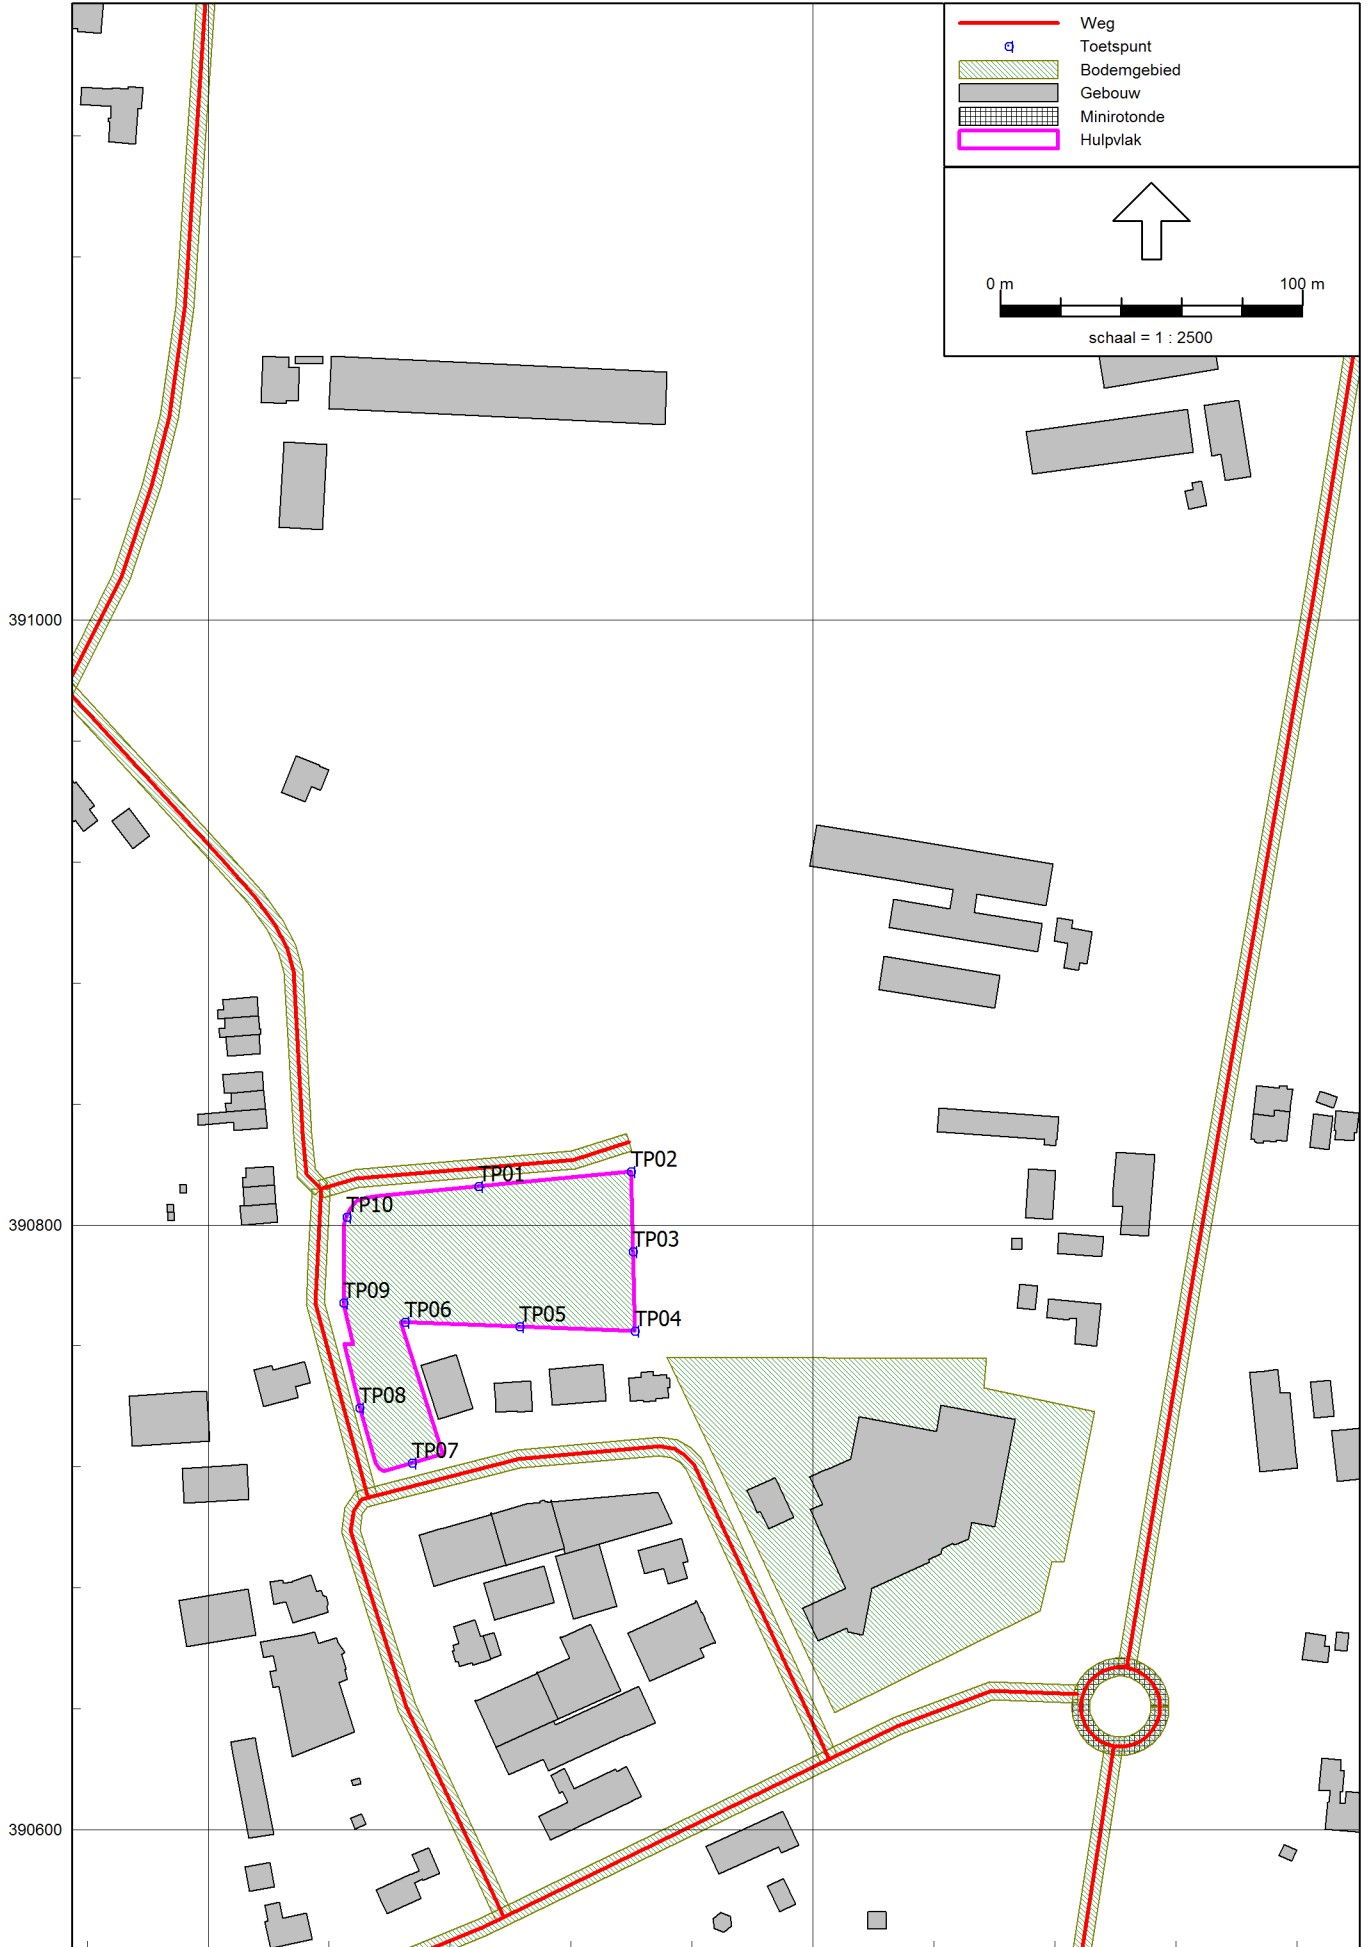 Weg
Toetspunt
Bodemgebied
Gebouw
Minirotonde
Hulpvlak
0 m
100 m
schaal = 1 : 2500
391000
TP02
TP01
TP10
390800
TP03
TP09
TP06
TP05
TP04
TP08
TP07
390600